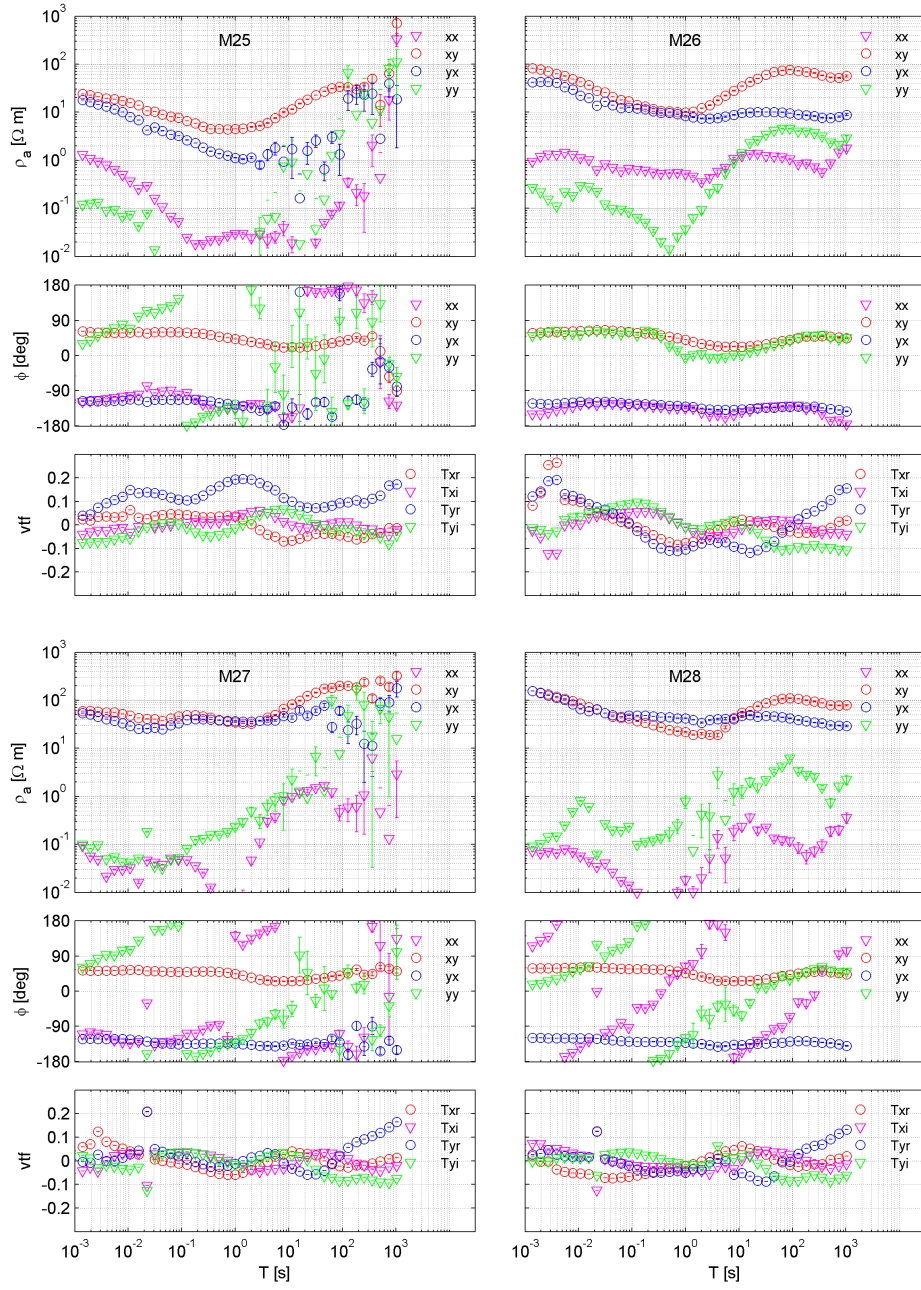 M25
10³
10²
10¹
10⁰
10⁻¹
10⁻²
ρa [Ω m]
xx
xy
yx
yy
M26
xx
xy
yx
yy
180
90
0
-90
-180
ϕ [deg]
xx
xy
yx
yy
xx
xy
yx
yy
0.2
0.1
0
-0.1
0.2
vtf
Txr
Txi
Tyr
Tyi
Txr
Txi
Tyr
Tyi
M27
10³
10²
10¹
10⁰
10⁻¹
10⁻²
ρa [Ω m]
xx
xy
yx
yy
M28
xx
xy
yx
yy
180
90
0
-90
-180
ϕ [deg]
xx
xy
yx
yy
xx
xy
yx
yy
0.2
0.1
0
-0.1
0.2
vtf
Txr
Txi
Tyr
Tyi
Txr
Txi
Tyr
Tyi
10⁻³ 10⁻² 10⁻¹ 10⁰ 10¹ 10² 10³
T [s]
10⁻³ 10⁻² 10⁻¹ 10⁰ 10¹ 10² 10³
T [s]